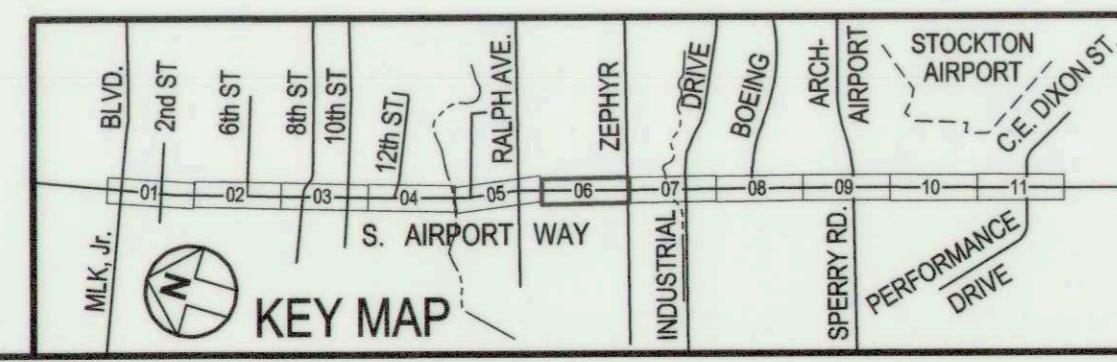 BLVD.
2nd ST
6th ST
8th ST
10th ST
12th ST
RALPH AVE.
ZEPHYR
DRIVE
BOEING
ARCH-
AIRPORT
STOCKTON
AIRPORT
C.E. DIXON ST.
01
02
03
04
05
06
07
08
09
10
11
MLK, Jr.
S. AIRPORT WAY
INDUSTRIAL
SPERRY RD.
PERFORMANCE
DRIVE
N
KEY MAP